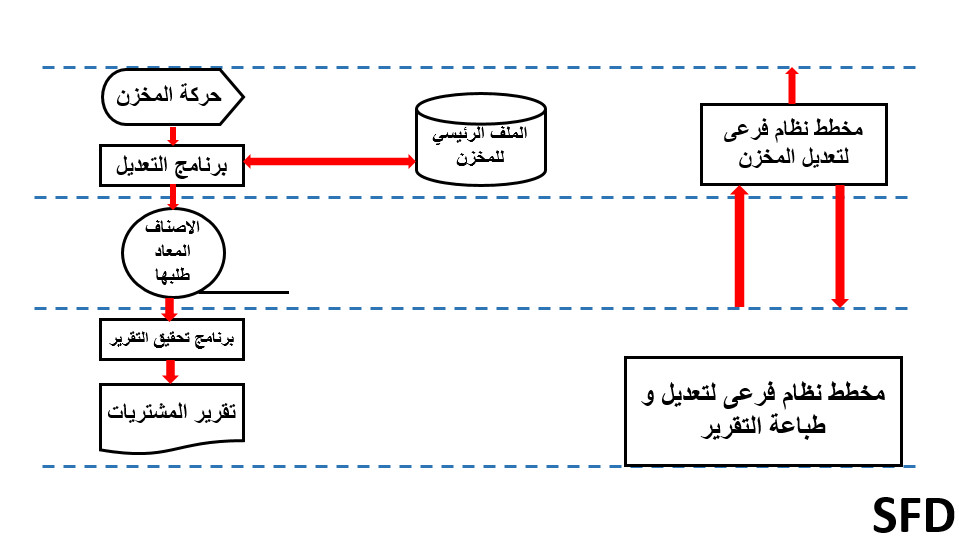 حركة المخزن
برنامج التعديل
الملف الرئيسي
للمخزن
مخطط نظام فرعى
لتعديل المخزن
الاصناف
المعاد
طلبها
برنامج تحقيق التقرير
تقرير المشتريات
مخطط نظام فرعى لتعديل و
طباعة التقرير
SFD